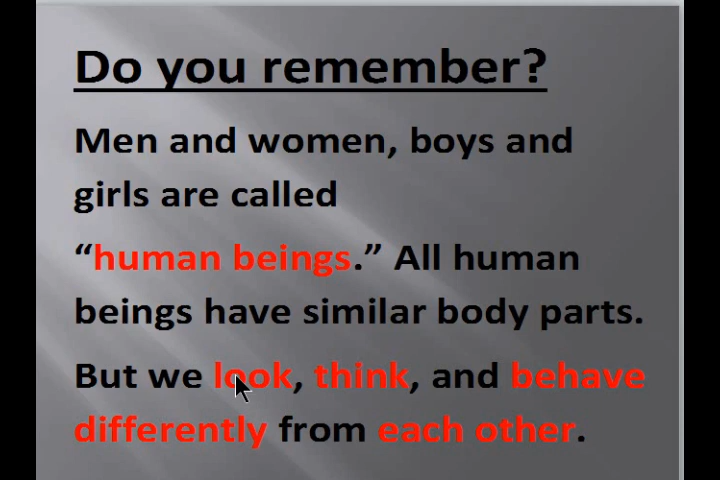 Do you remember?
Men and women, boys and
girls are called
“human beings.” All human
beings have similar body parts.
But we look, think, and behave
differently from each other.